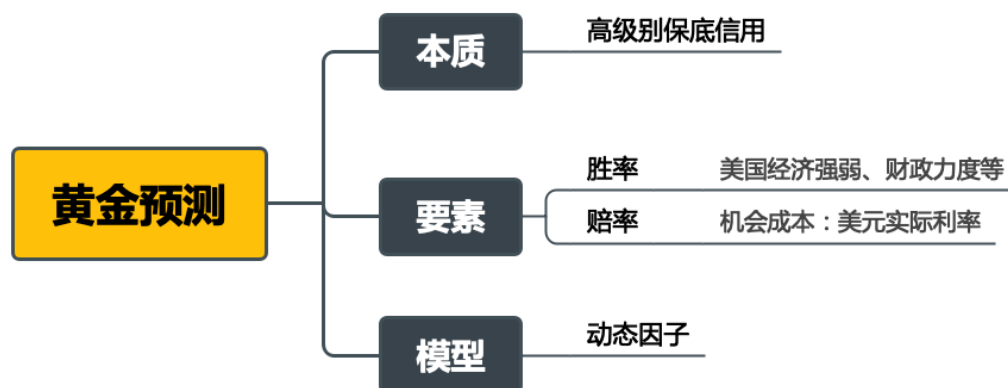 黄金预测
本质
高级别保底信用
要素
胜率 美国经济强弱、财政力度等
赔率 机会成本：美元实际利率
模型
动态因子